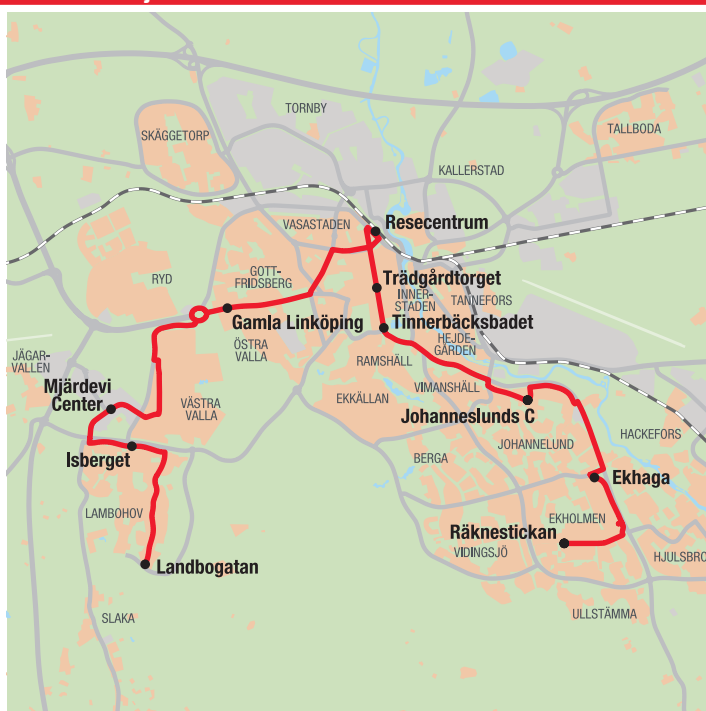 TORNBY
SKÄGGETORP
TALLBODA
KALLERSTAD
VASASTADEN
Resecentrum
RYD
GOTT-
FRIDSBERG
Trädgårdtorget
INNER-
STADEN
TANNEFORS
Gamla Linköping
Tinnerbäcksbadet
HEJDE-
GÅRDEN
ÖSTRA
VALLA
JÄGAR-
VALLEN
RAMSHÄLL
Mjärdevi
Center
VIMANSHÄLL
EKKÄLLAN
VÄSTRA
VALLA
Johanneslunds C
HACKEFORS
JOHANNELUND
Isberget
BERGA
Ekhaga
LAMBOHOV
EKHOLMEN
Räknestickan
VIDINGSJÖ
HJULSBRO
Landbogatan
SLAKA
ULLSTÄMMA